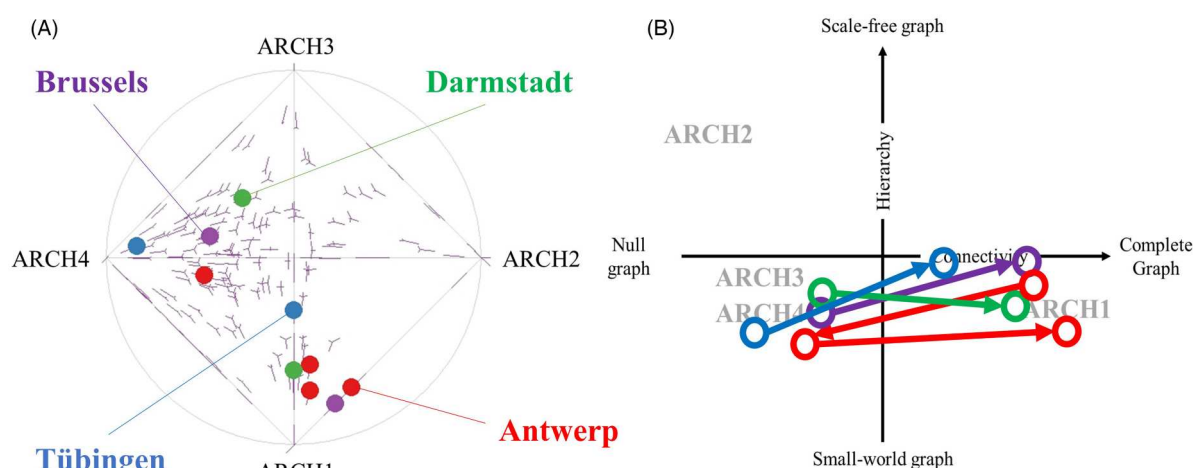 (A)
ARCH3
Brussels
Darmstadt
ARCH4
ARCH2
Antwerp
Tübingen
ARCH1
(B)
Scale-free graph
ARCH2
Hierarchy
Null
graph
Connectivity
Complete
Graph
ARCH3
ARCH4
ARCH1
Small-world graph